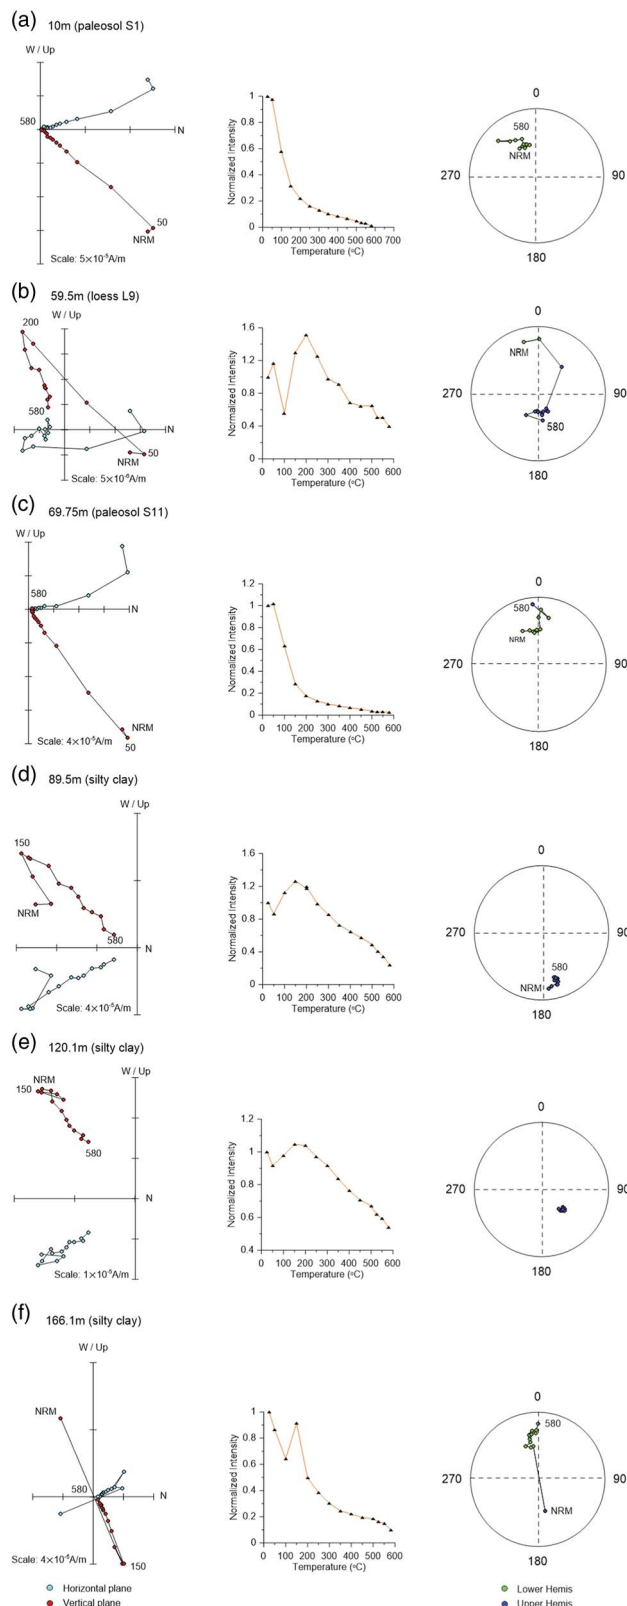 (a)
10m (paleosol S1)
W / Up
580
N
50
NRM
Scale: 5×10⁻⁵A/m
Normalized Intensity
1
0.8
0.6
0.4
0.2
0
0 100 200 300 400 500 600 700
Temperature (ºC)
0
580
NRM
270
90
180
(b)
59.5m (loess L9)
W / Up
200
580
N
NRM
50
Scale: 5×10⁻⁶A/m
Normalized Intensity
1.6
1.2
0.8
0.4
0
0 100 200 300 400 500 600
Temperature (ºC)
0
NRM
270
90
580
180
(c)
69.75m (paleosol S11)
W / Up
580
N
NRM
50
Scale: 4×10⁻⁵A/m
Normalized Intensity
1.2
1
0.8
0.6
0.4
0.2
0
0 100 200 300 400 500 600
Temperature (ºC)
0
580
NRM
270
90
180
(d)
89.5m (silty clay)
W / Up
150
NRM
580
N
Scale: 4×10⁻⁵A/m
Normalized Intensity
1.6
1.2
0.8
0.4
0
0 100 200 300 400 500 600
Temperature (ºC)
0
270
90
580
NRM
180
(e)
120.1m (silty clay)
W / Up
NRM
150
580
N
Scale: 1×10⁻⁵A/m
Normalized Intensity
1.2
1
0.8
0.6
0.4
0 100 200 300 400 500 600
Temperature (ºC)
0
270
90
180
(f)
166.1m (silty clay)
W / Up
NRM
580
N
Scale: 4×10⁻⁵A/m
150
Normalized Intensity
1
0.8
0.6
0.4
0.2
0
0 100 200 300 400 500 600
Temperature (ºC)
0
580
270
90
NRM
180
Horizontal plane
Vertical plane
Lower Hemis
Upper Hemis